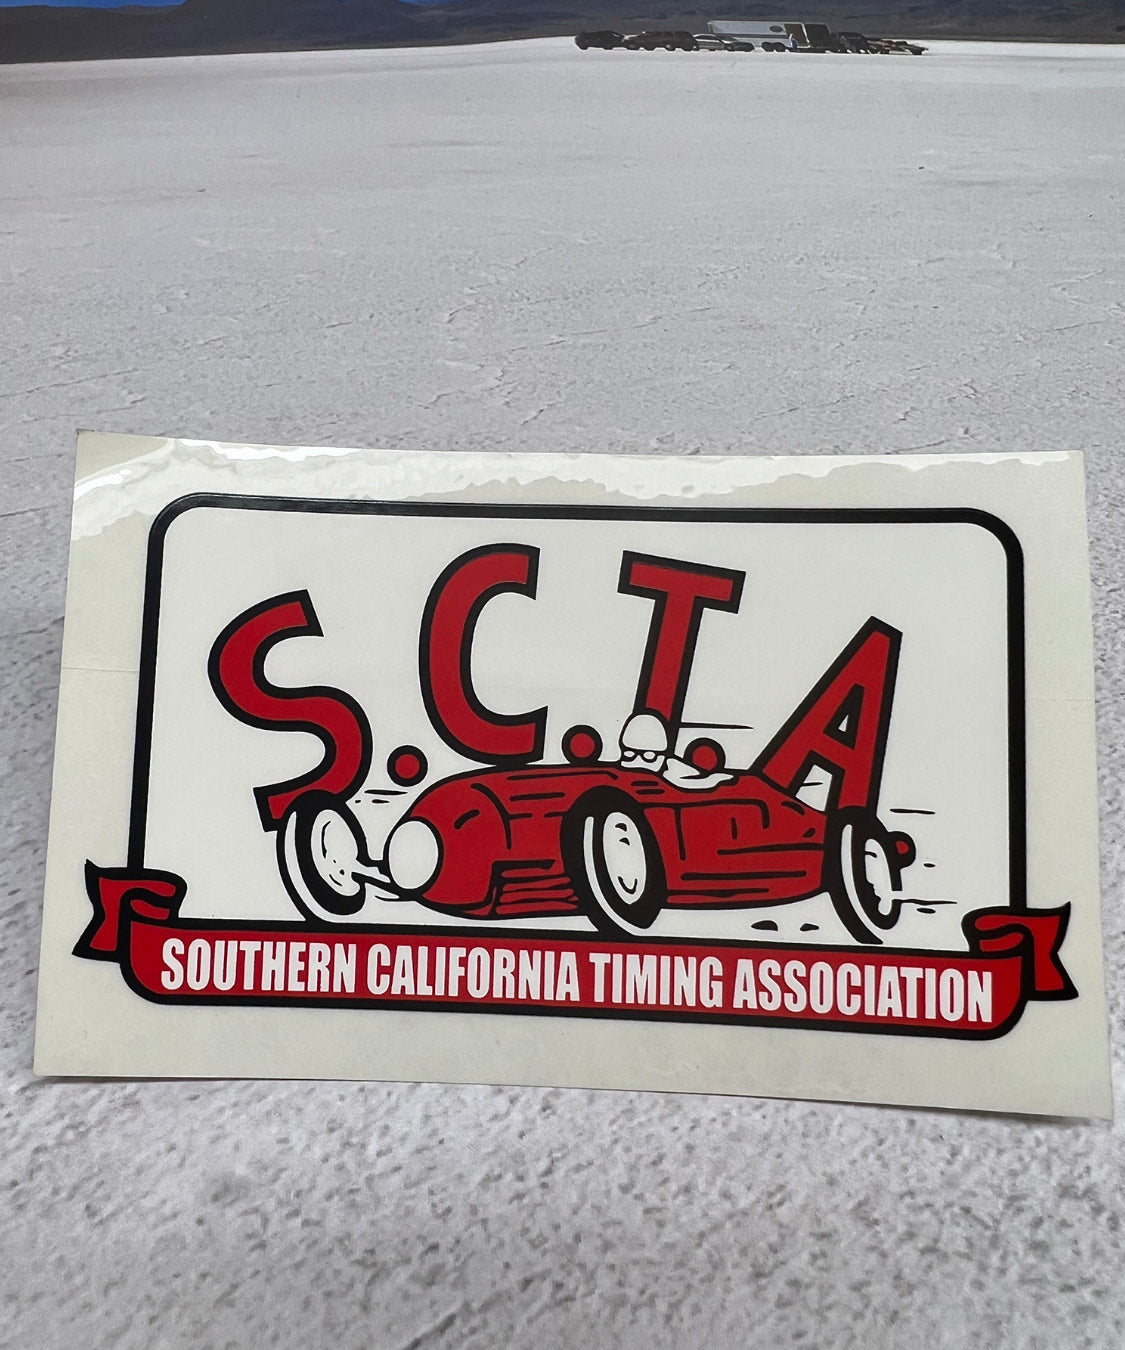 S.C.T.A.
SOUTHERN CALIFORNIA TIMING ASSOCIATION